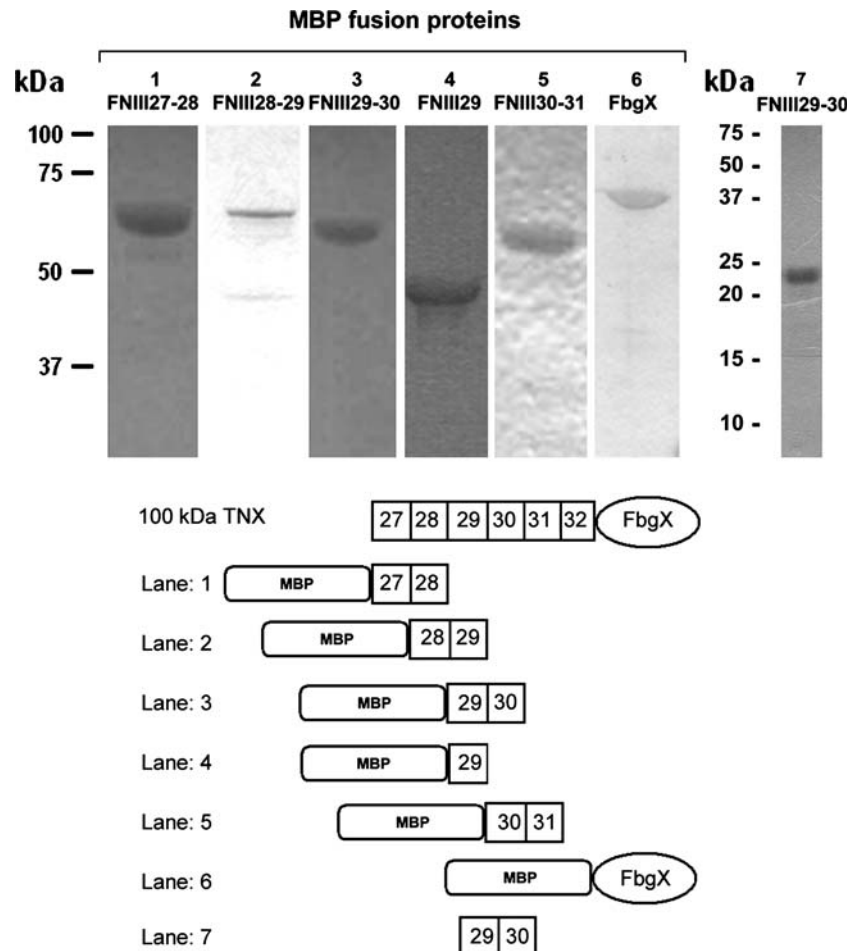 MBP fusion proteins
kDa 1 2 3 4 5 6 kDa 7
FNIII27-28 FNIII28-29 FNIII29-30 FNIII29 FNIII30-31 FbgX FNIII29-30
100 75 -
75 50 -
37 -
50 25 -
20 -
37 15 -
10 -
100 kDa TNX 27 28 29 30 31 32 FbgX
Lane: 1 MBP 27 28
Lane: 2 MBP 28 29
Lane: 3 MBP 29 30
Lane: 4 MBP 29
Lane: 5 MBP 30 31
Lane: 6 MBP FbgX
Lane: 7 29 30